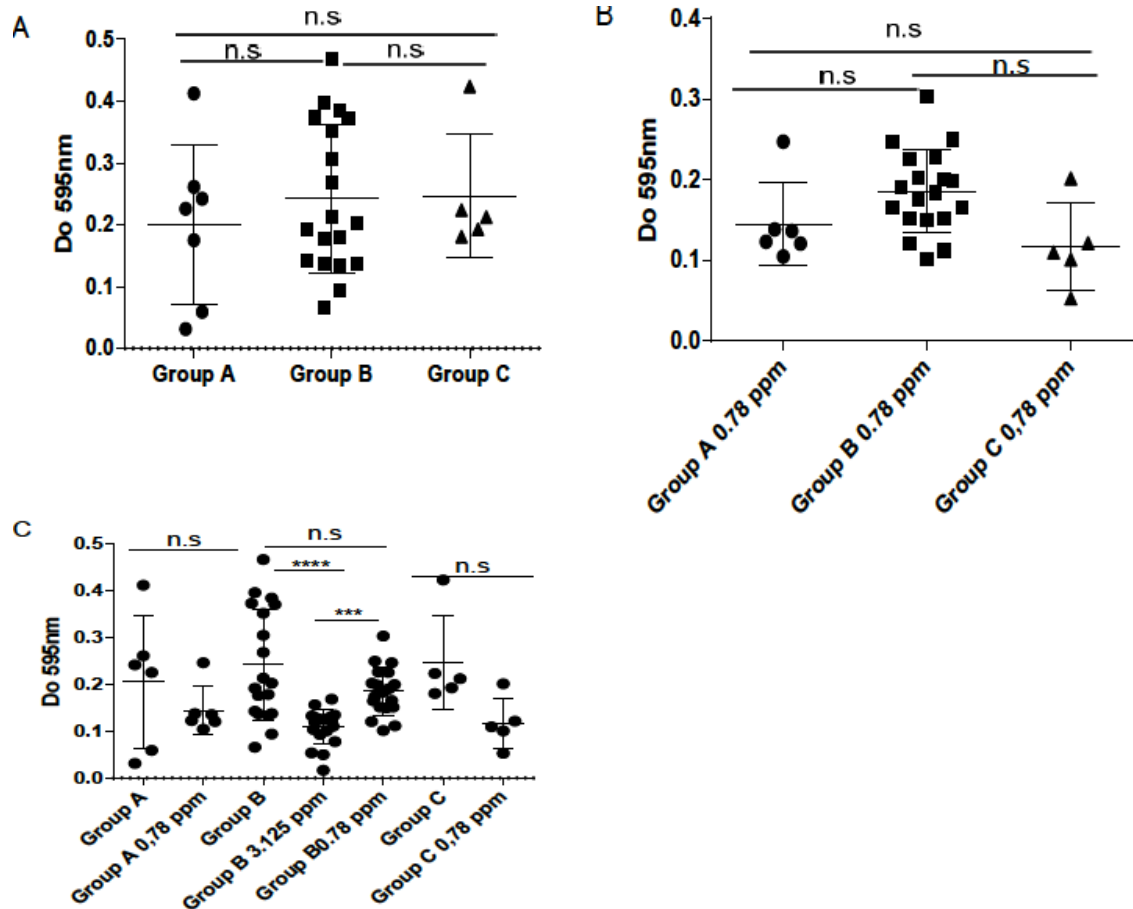 A
n.s
n.s
n.s
Do 595nm
0.5
0.4
0.3
0.2
0.1
0.0
Group A
Group B
Group C
B
n.s
n.s
n.s
Do 595nm
0.4
0.3
0.2
0.1
0.0
Group A 0.78 ppm
Group B 0.78 ppm
Group C 0,78 ppm
C
n.s
n.s
n.s
****
***
Do 595nm
0.5
0.4
0.3
0.2
0.1
0.0
Group A
Group A 0,78 ppm
Group B
Group B 3.125 ppm
Group B0.78 ppm
Group C
Group C 0,78 ppm